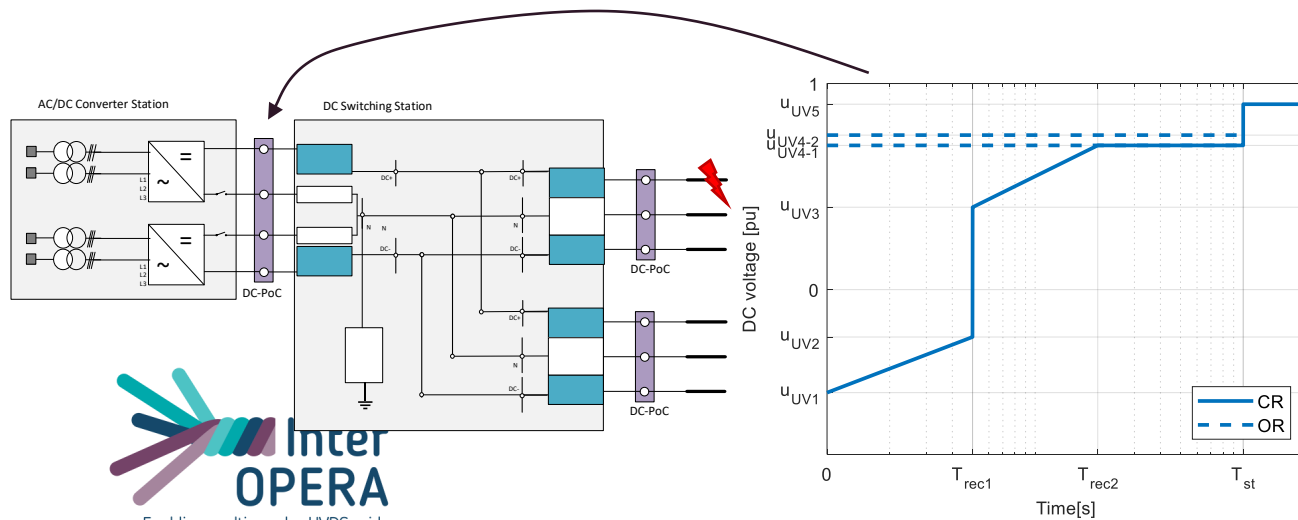 AC/DC Converter Station
DC Switching Station
=
~
L1
L2
L3
=
~
L1
L2
L3
DC-PoC
DC+
DC+
N
N
N
DC-
DC-
DC-PoC
DC+
N
DC-
DC-PoC
Inter
OPERA
DC voltage [pu]
1
u_UV5
u_UV4-2
u_UV4-1
u_UV3
0
u_UV2
u_UV1
CR
OR
0
T_rec1
T_rec2
T_st
Time[s]